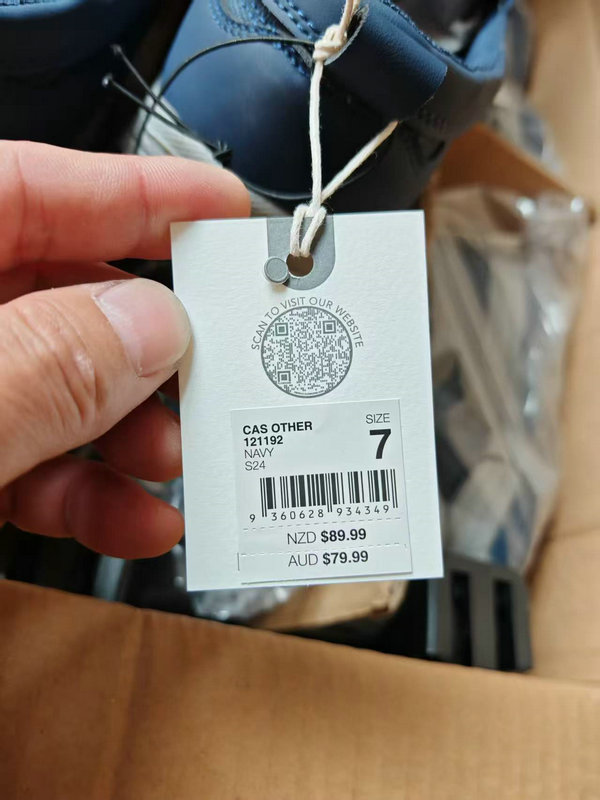 SCAN TO VISIT OUR WEBSITE
CAS OTHER
121192
NAVY
S24
SIZE
7
9 360628 934349
NZD $89.99
AUD $79.99